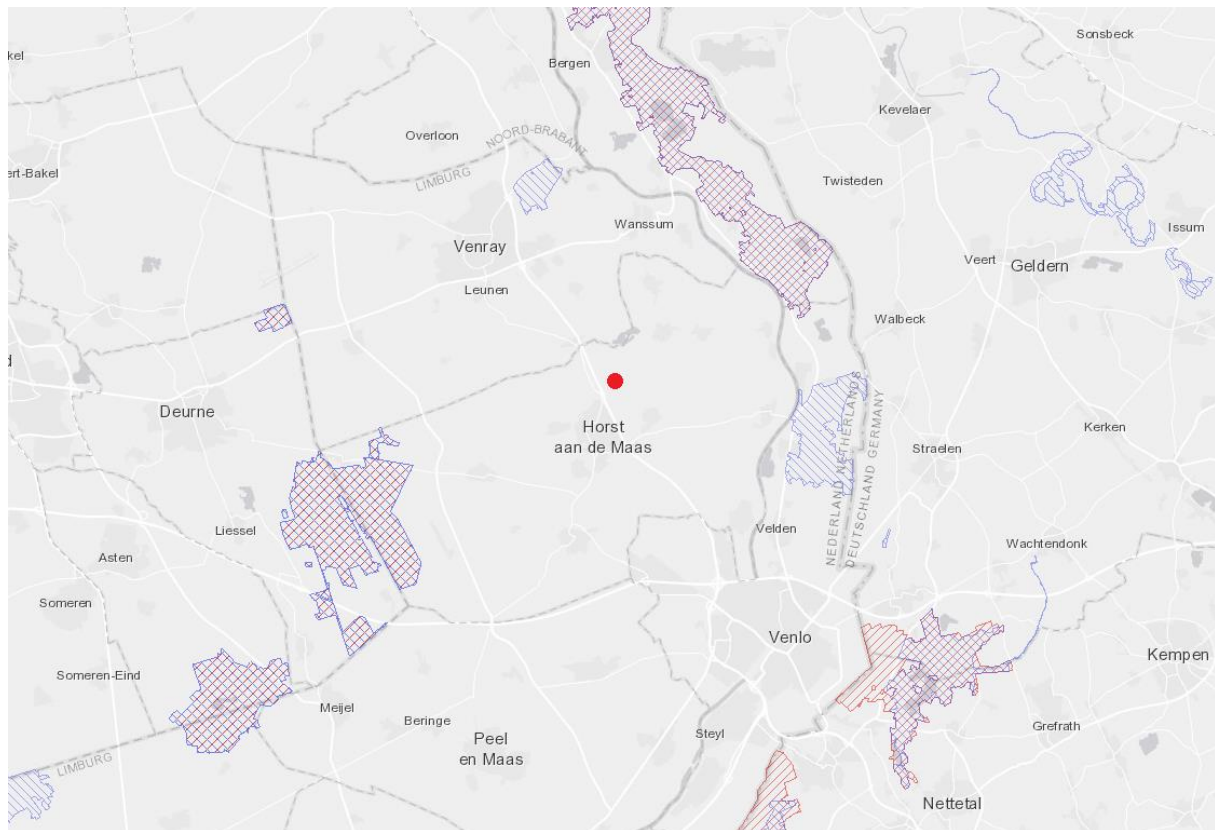 Sonsbeck
kel
Bergen
Kevelaer
Overloon
NOORD-BRABANT
LIMBURG
ert-Bakel
Twisteden
Wanssum
Issum
Venray
Veert
Geldern
Leunen
Walbeck
d
Deurne
Horst
aan de Maas
NEDERLAND NETHERLANDS
DEUTSCHLAND GERMANY
Kerken
Straelen
Liessel
Velden
Asten
Wachtendonk
Someren
Venlo
Kempen
Someren-Eind
Meijel
Beringe
Steyl
Grefrath
Peel
en Maas
LIMBURG
Nettetal